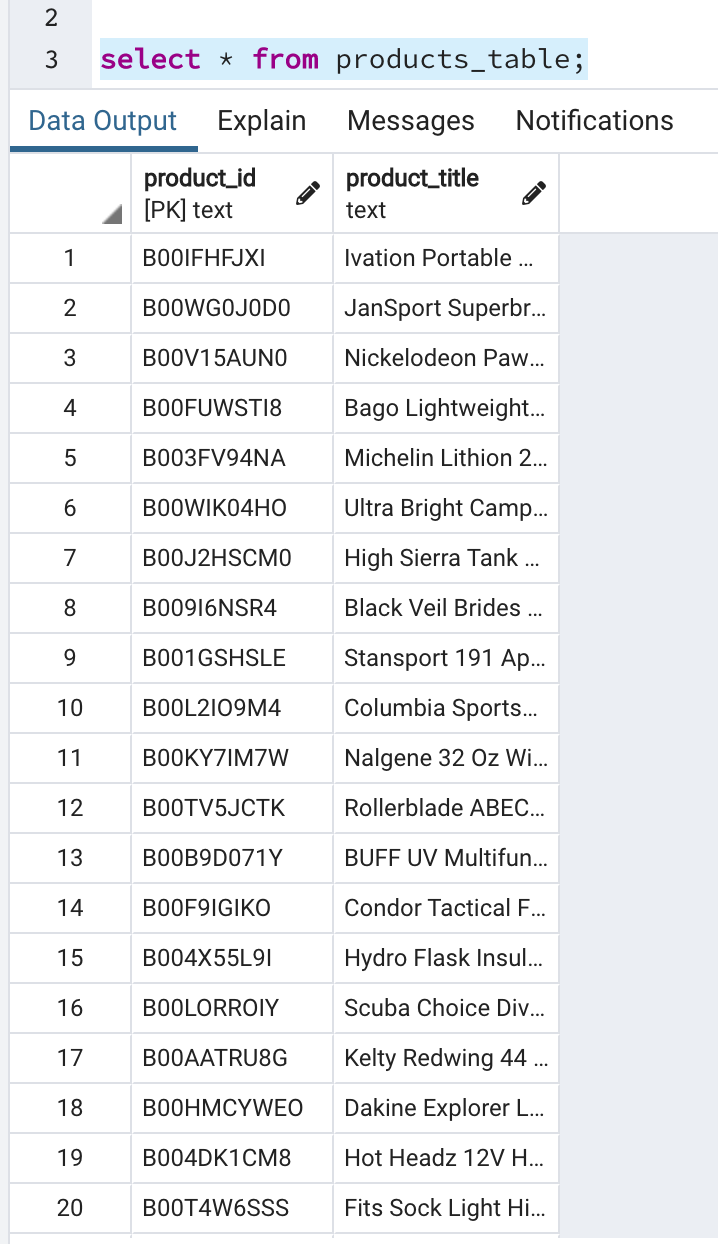 2
3 select * from products_table;
Data Output Explain Messages Notifications
product_id product_title
[PK] text text
1 B00IFHFJXI Ivation Portable ...
2 B00WG0J0D0 JanSport Superbr...
3 B00V15AUN0 Nickelodeon Paw...
4 B00FUWSTI8 Bago Lightweight...
5 B003FV94NA Michelin Lithion 2...
6 B00WIK04HO Ultra Bright Camp...
7 B00J2HSCM0 High Sierra Tank ...
8 B009I6NSR4 Black Veil Brides ...
9 B001GSHSLE Stansport 191 Ap...
10 B00L2IO9M4 Columbia Sports...
11 B00KY7IM7W Nalgene 32 Oz Wi...
12 B00TV5JCTK Rollerblade ABEC...
13 B00B9D071Y BUFF UV Multifun...
14 B00F9IGIKO Condor Tactical F...
15 B004X55L9I Hydro Flask Insul...
16 B00LORROIY Scuba Choice Div...
17 B00AATRU8G Kelty Redwing 44 ...
18 B00HMCYWEO Dakine Explorer L...
19 B004DK1CM8 Hot Headz 12V H...
20 B00T4W6SSS Fits Sock Light Hi...